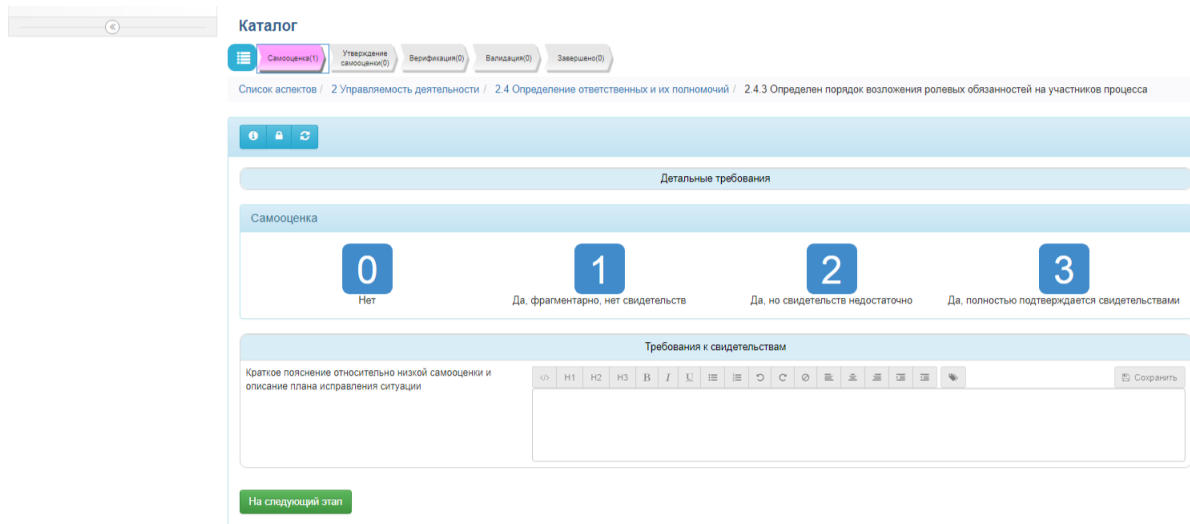 Каталог
Самооценка(1)
Утверждение
самооценки(0)
Верификация(0)
Валидация(0)
Завершено(0)
Список аспектов / 2 Управляемость деятельности / 2.4 Определение ответственных и их полномочий / 2.4.3 Определен порядок возложения ролевых обязанностей на участников процесса
Детальные требования
Самооценка
0
1
2
3
Нет
Да, фрагментарно, нет свидетельств
Да, но свидетельств недостаточно
Да, полностью подтверждается свидетельствами
Требования к свидетельствам
Краткое пояснение относительно низкой самооценки и
описание плана исправления ситуации
</> H1 H2 H3 B I U
Сохранить
На следующий этап